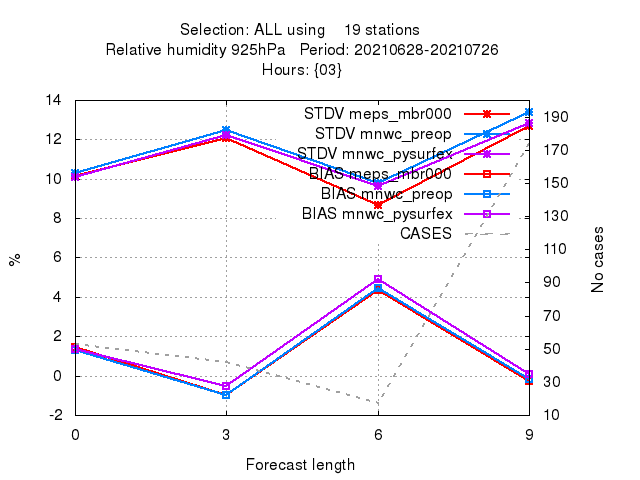 Selection: ALL using    19 stations
Relative humidity 925hPa   Period: 20210628-20210726
Hours: {03}
14
12
10
8
6
4
2
0
-2
%
STDV meps_mbr000
STDV mnwc_preop
STDV mnwc_pysurfex
BIAS meps_mbr000
BIAS mnwc_preop
BIAS mnwc_pysurfex
CASES
190
170
150
130
110
90
70
50
30
10
No cases
0
3
6
9
Forecast length